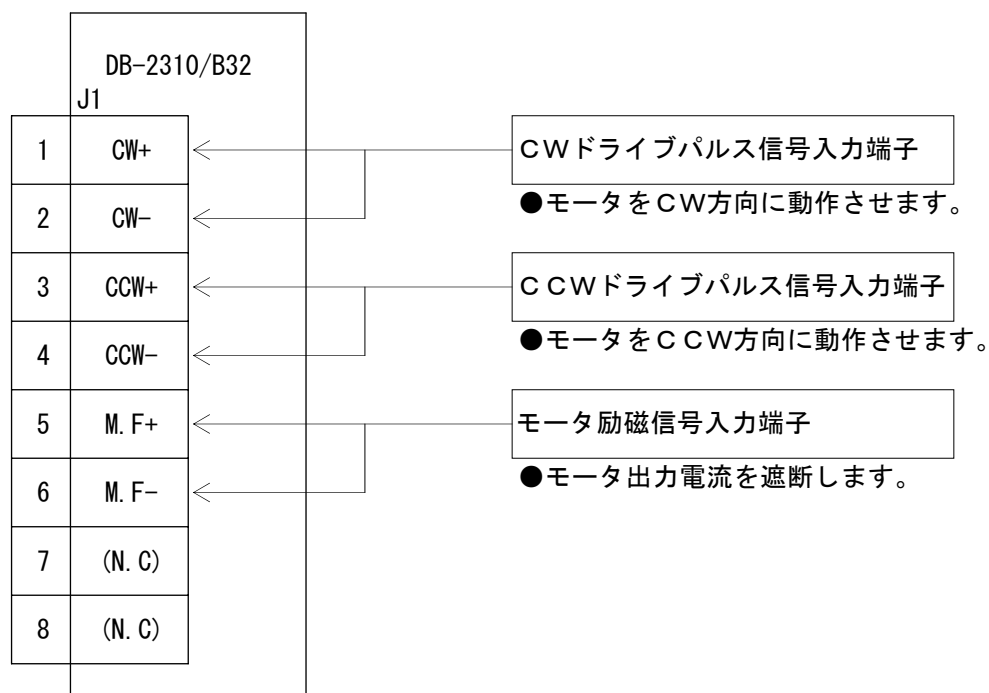 DB-2310/B32
J1
1 CW+
CWドライブパルス信号入力端子
●モータをCW方向に動作させます。
2 CW-
3 CCW+
CCWドライブパルス信号入力端子
●モータをCCW方向に動作させます。
4 CCW-
5 M.F+
モータ励磁信号入力端子
●モータ出力電流を遮断します。
6 M.F-
7 (N.C)
8 (N.C)